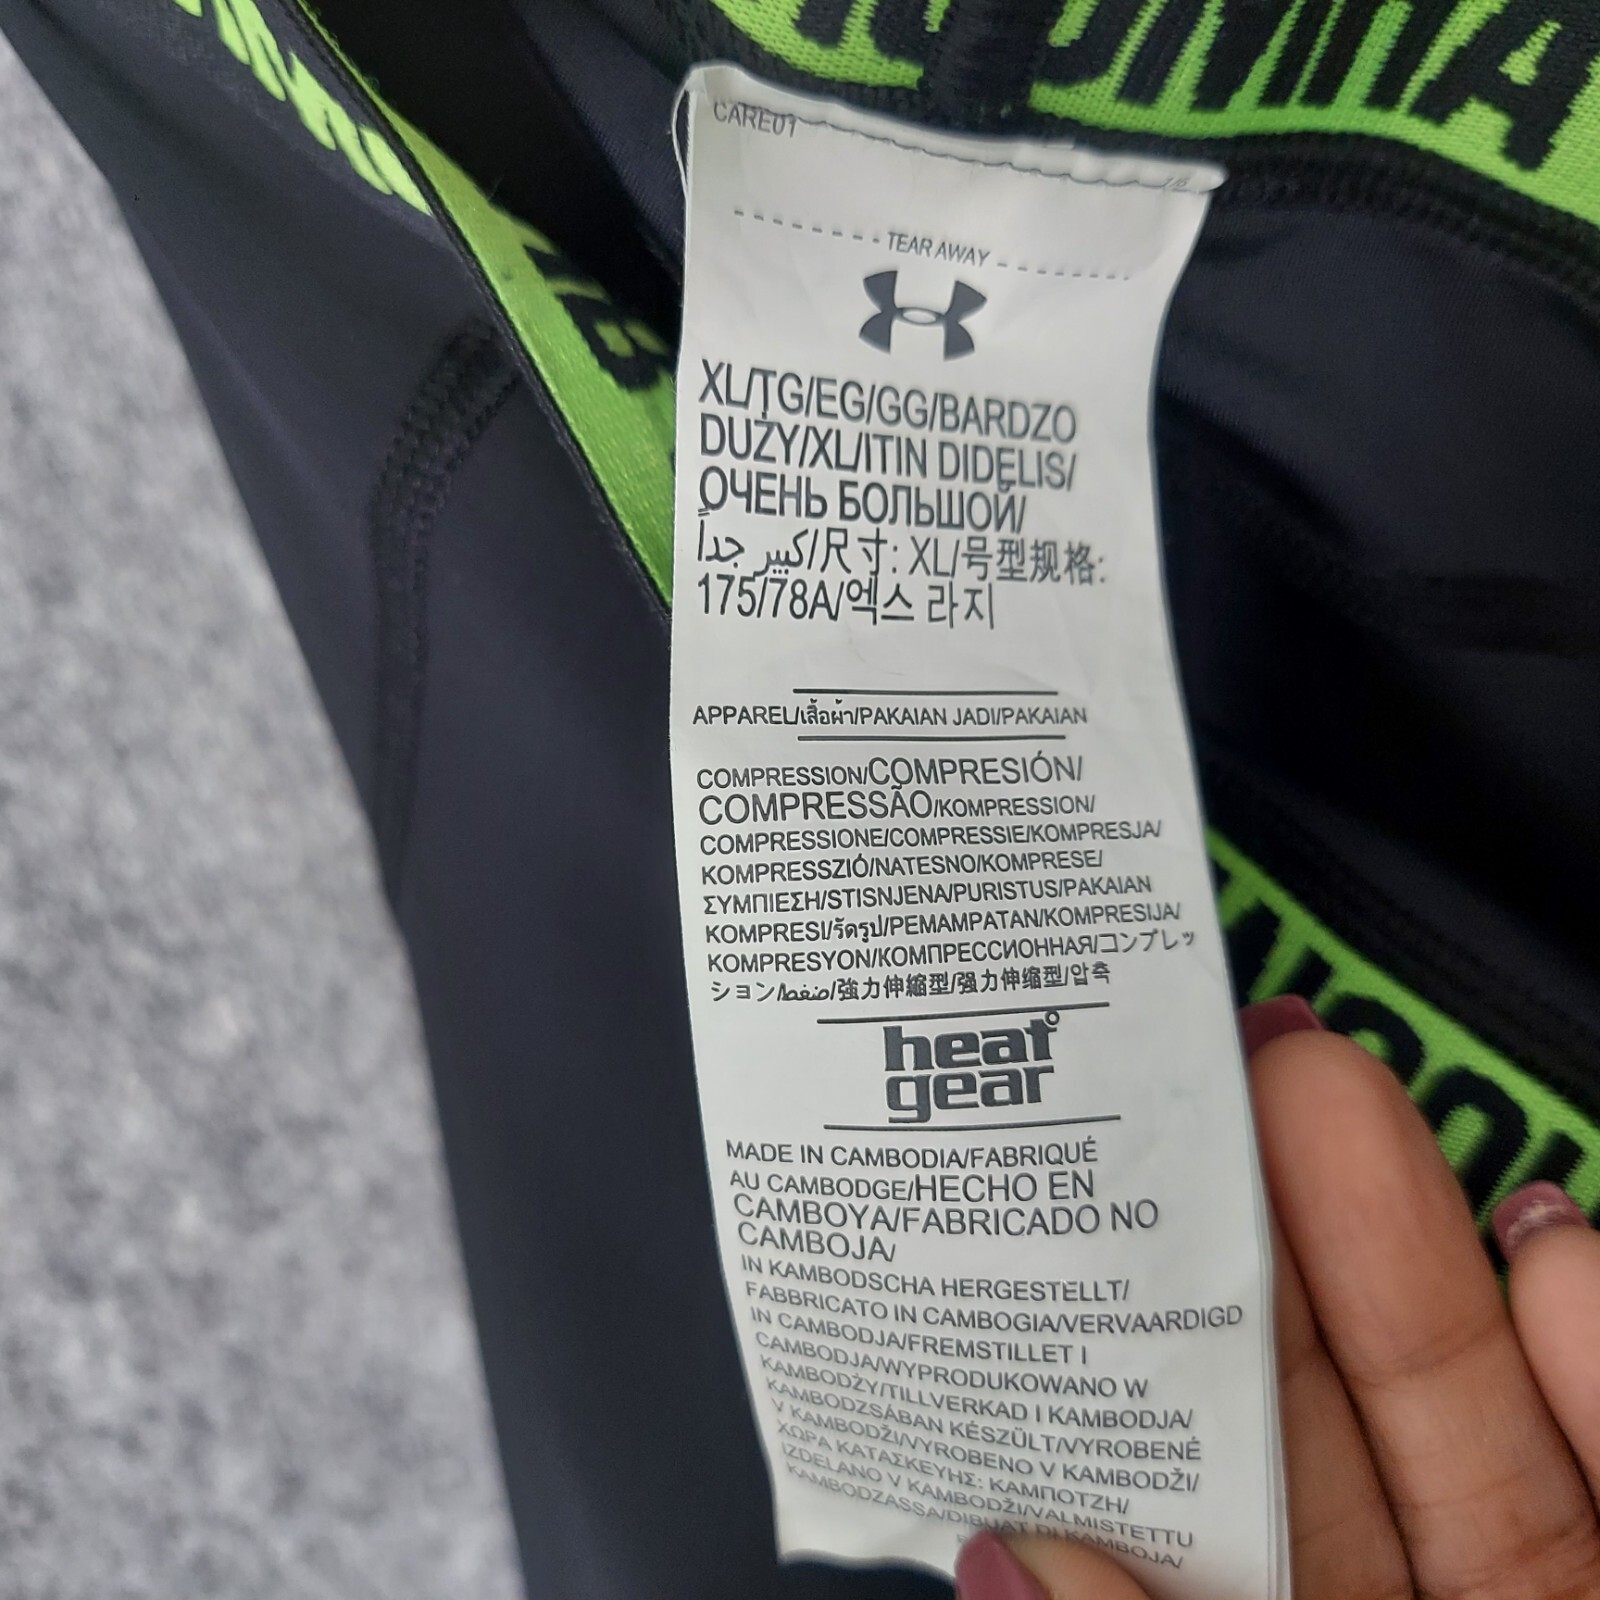 CARE01
TEAR AWAY
XL/TG/EG/GG/BARDZO
DUŻY/XL/ITIN DIDELIS/
ОЧЕНЬ БОЛЬШОЙ/
كبير جداً/尺寸: XL/号型规格:
175/78A/엑스 라지
APPAREL/เสื้อผ้า/PAKAIAN JADI/PAKAIAN
COMPRESSION/COMPRESIÓN/
COMPRESSÃO/KOMPRESSION/
COMPRESSIONE/COMPRESSIE/KOMPRESJA/
KOMPRESSZIÓ/NATESNO/KOMPRESE/
ΣΥΜΠΙΕΣΗ/STISNJENA/PURISTUS/PAKAIAN
KOMPRESI/รัดรูป/PEMAMPATAN/KOMPRESIJA/
KOMPRESYON/КОМПРЕССИОННАЯ/コンプレッ
ション/ضغط/強力伸縮型/强力伸缩型/압축
heat
gear
MADE IN CAMBODIA/FABRIQUÉ
AU CAMBODGE/HECHO EN
CAMBOYA/FABRICADO NO
CAMBOJA/
IN KAMBODSCHA HERGESTELLT/
FABBRICATO IN CAMBOGIA/VERVAARDIGD
IN CAMBODJA/FREMSTILLET I
CAMBODJA/WYPRODUKOWANO W
KAMBODŻY/TILLVERKAD I KAMBODJA/
KAMBODZSÁBAN KÉSZÜLT/VYROBENÉ
V KAMBODŽI/VYROBENO V KAMBODŽI/
ΧΩΡΑ ΚΑΤΑΣΚΕΥΗΣ: ΚΑΜΠΟΤΖΗ/
IZDELANO V KAMBODŽI/VALMISTETTU
KAMBODZASSA/DIBUAT DI KAMBOJA/